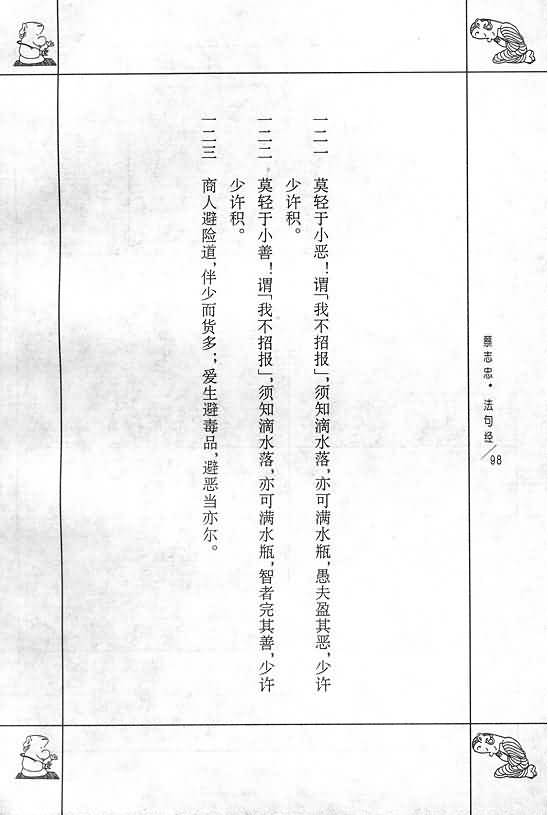 一二一 莫轻于小恶！谓「我不招报」，须知滴水落，亦可满水瓶，愚夫盈其恶，少许
少许积。
一二二 莫轻于小善！谓「我不招报」，须知滴水落，亦可满水瓶，智者完其善，少许
少许积。
一二三 商人避险道，伴少而货多；爱生避毒品，避恶当亦尔。
蔡志忠•法句经/98